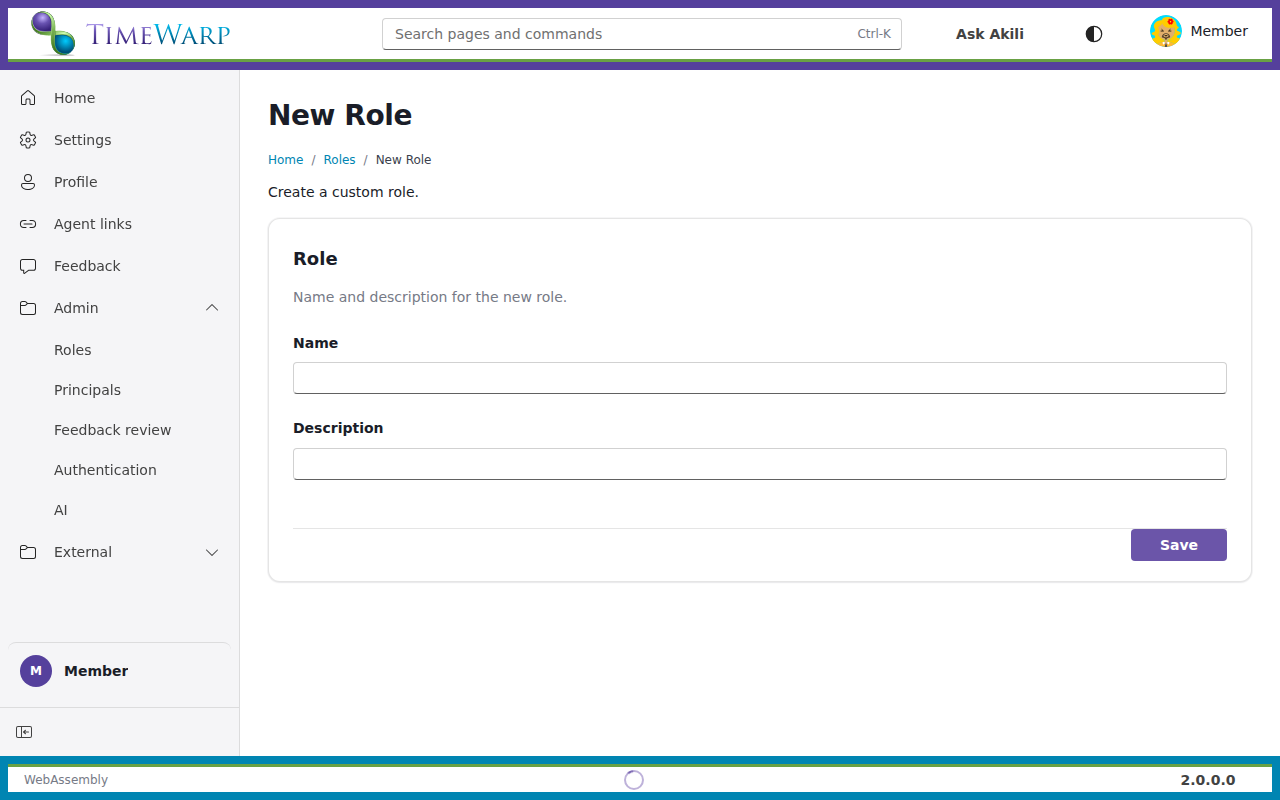 TIMEWARP
Search pages and commands
Ctrl-K
Ask Akili
Member
Home
Settings
Profile
Agent links
Feedback
Admin
Roles
Principals
Feedback review
Authentication
AI
External
M
Member
New Role
Home / Roles / New Role
Create a custom role.
Role
Name and description for the new role.
Name
Description
Save
WebAssembly
2.0.0.0